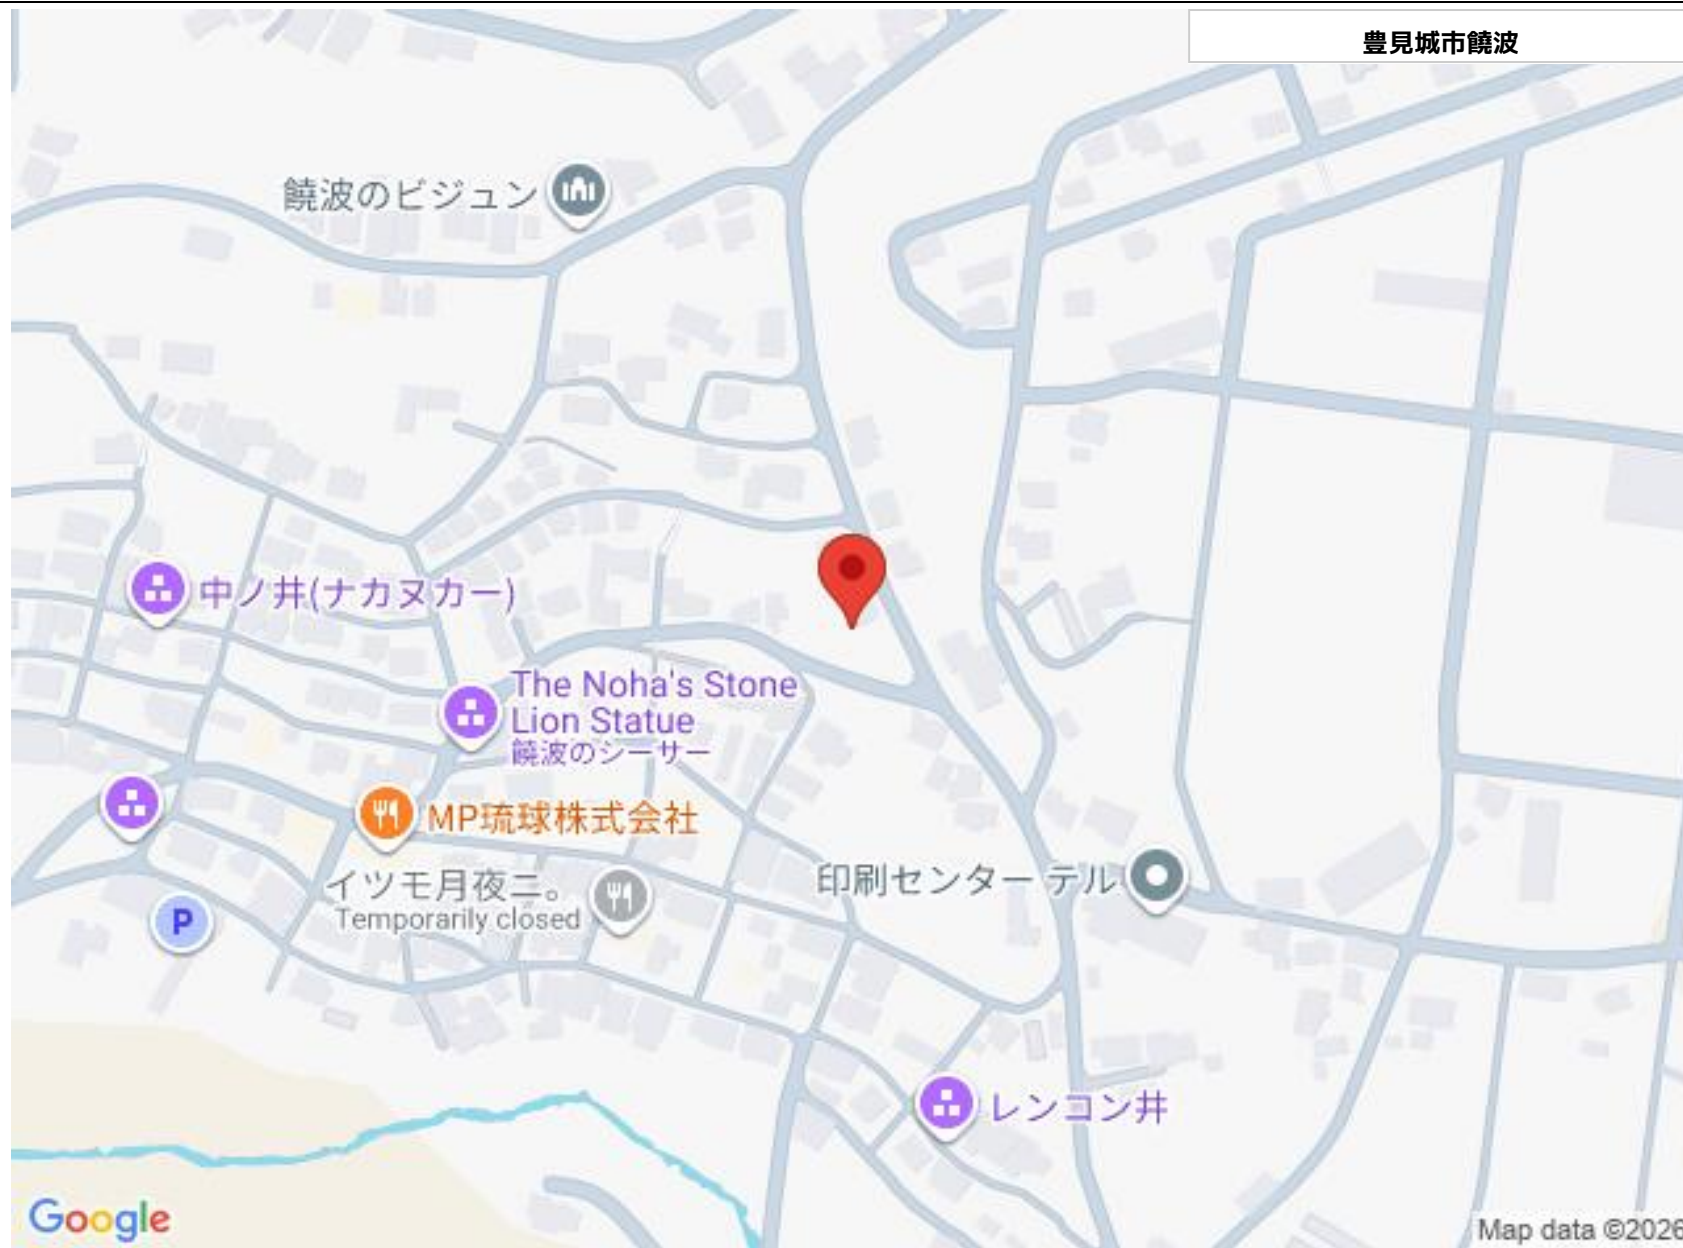 豊見城市饒波
饒波のビジュン
中ノ井(ナカヌカー)
The Noha's Stone
Lion Statue
饒波のシーサー
MP琉球株式会社
イツモ月夜ニ。
Temporarily closed
印刷センター テル
P
レンコン井
Google
Map data ©2026